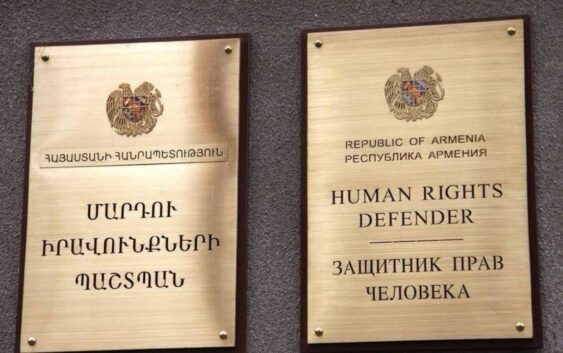 ՀԱՅԱՍՏԱՆԻ ՀԱՆՐԱՊԵՏՈՒԹՅՈՒՆ
ՄԱՐԴՈՒ
ԻՐԱՎՈՒՆՔՆԵՐԻ
ՊԱՇՏՊԱՆ
REPUBLIC OF ARMENIA
РЕСПУБЛИКА АРМЕНИЯ
HUMAN RIGHTS
DEFENDER
ЗАЩИТНИК ПРАВ
ЧЕЛОВЕКА